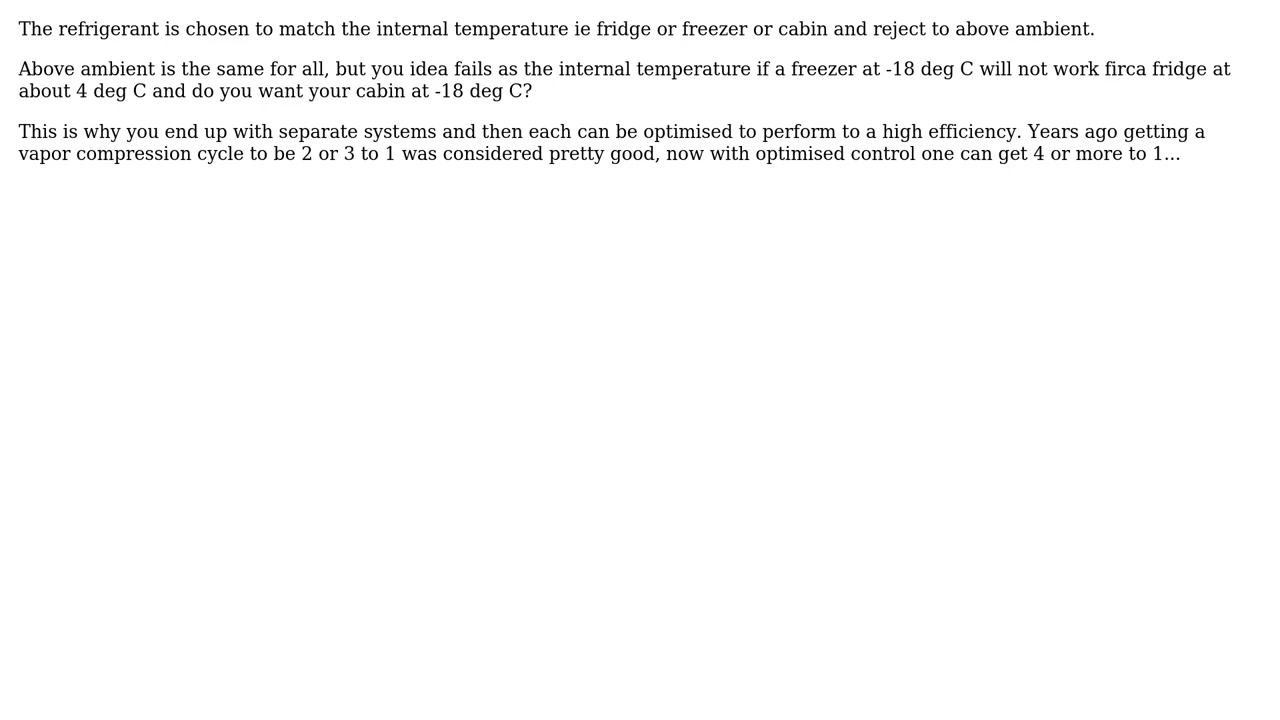 The refrigerant is chosen to match the internal temperature ie fridge or freezer or cabin and reject to above ambient.
Above ambient is the same for all, but you idea fails as the internal temperature if a freezer at -18 deg C will not work firca fridge at
about 4 deg C and do you want your cabin at -18 deg C?
This is why you end up with separate systems and then each can be optimised to perform to a high efficiency. Years ago getting a
vapor compression cycle to be 2 or 3 to 1 was considered pretty good, now with optimised control one can get 4 or more to 1...